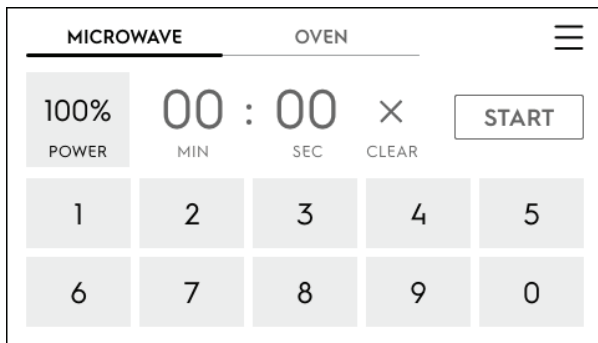 MICROWAVE OVEN
100% 00 : 00 × START
POWER MIN SEC CLEAR
1 2 3 4 5
6 7 8 9 0